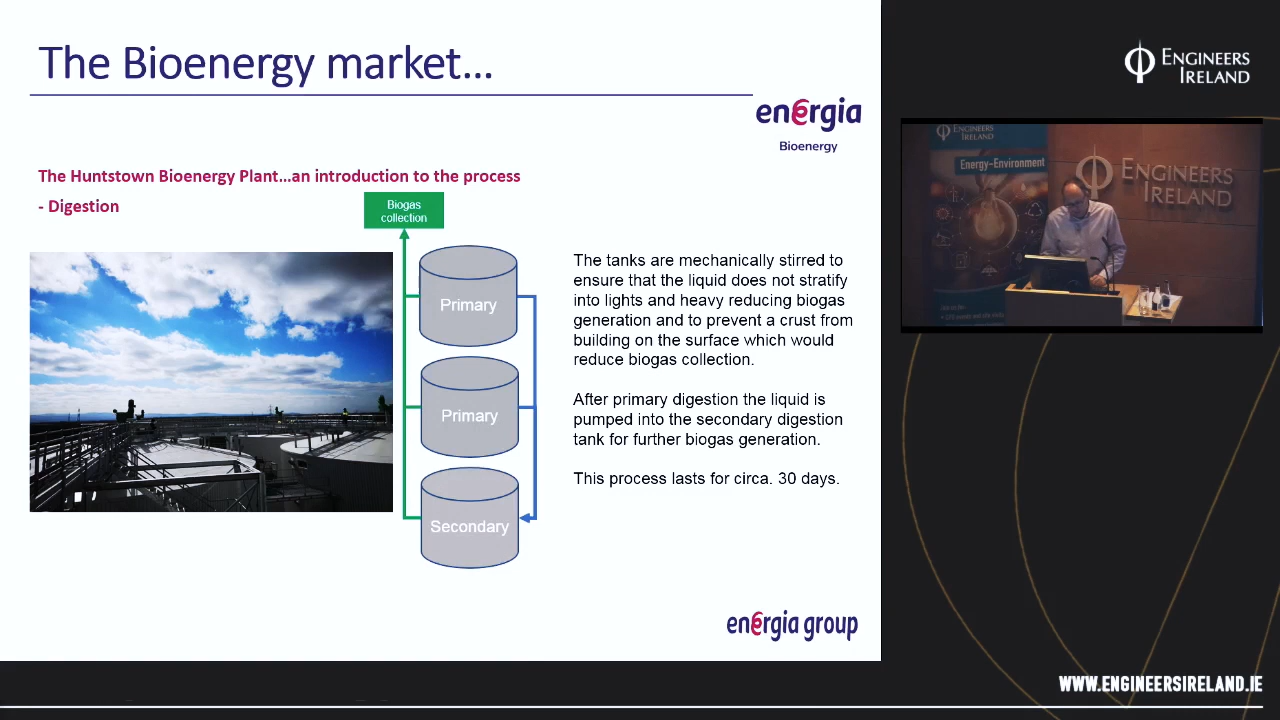 The Bioenergy market...
energia
Bioenergy
The Huntstown Bioenergy Plant...an introduction to the process
- Digestion
Biogas
collection
Primary
Primary
Secondary
The tanks are mechanically stirred to
ensure that the liquid does not stratify
into lights and heavy reducing biogas
generation and to prevent a crust from
building on the surface which would
reduce biogas collection.
After primary digestion the liquid is
pumped into the secondary digestion
tank for further biogas generation.
This process lasts for circa. 30 days.
energia group
ENGINEERS
IRELAND
ENGINEERS
IRELAND
Energy-Environment
ENGINEERS
IRELAND
WWW.ENGINEERSIRELAND.IE